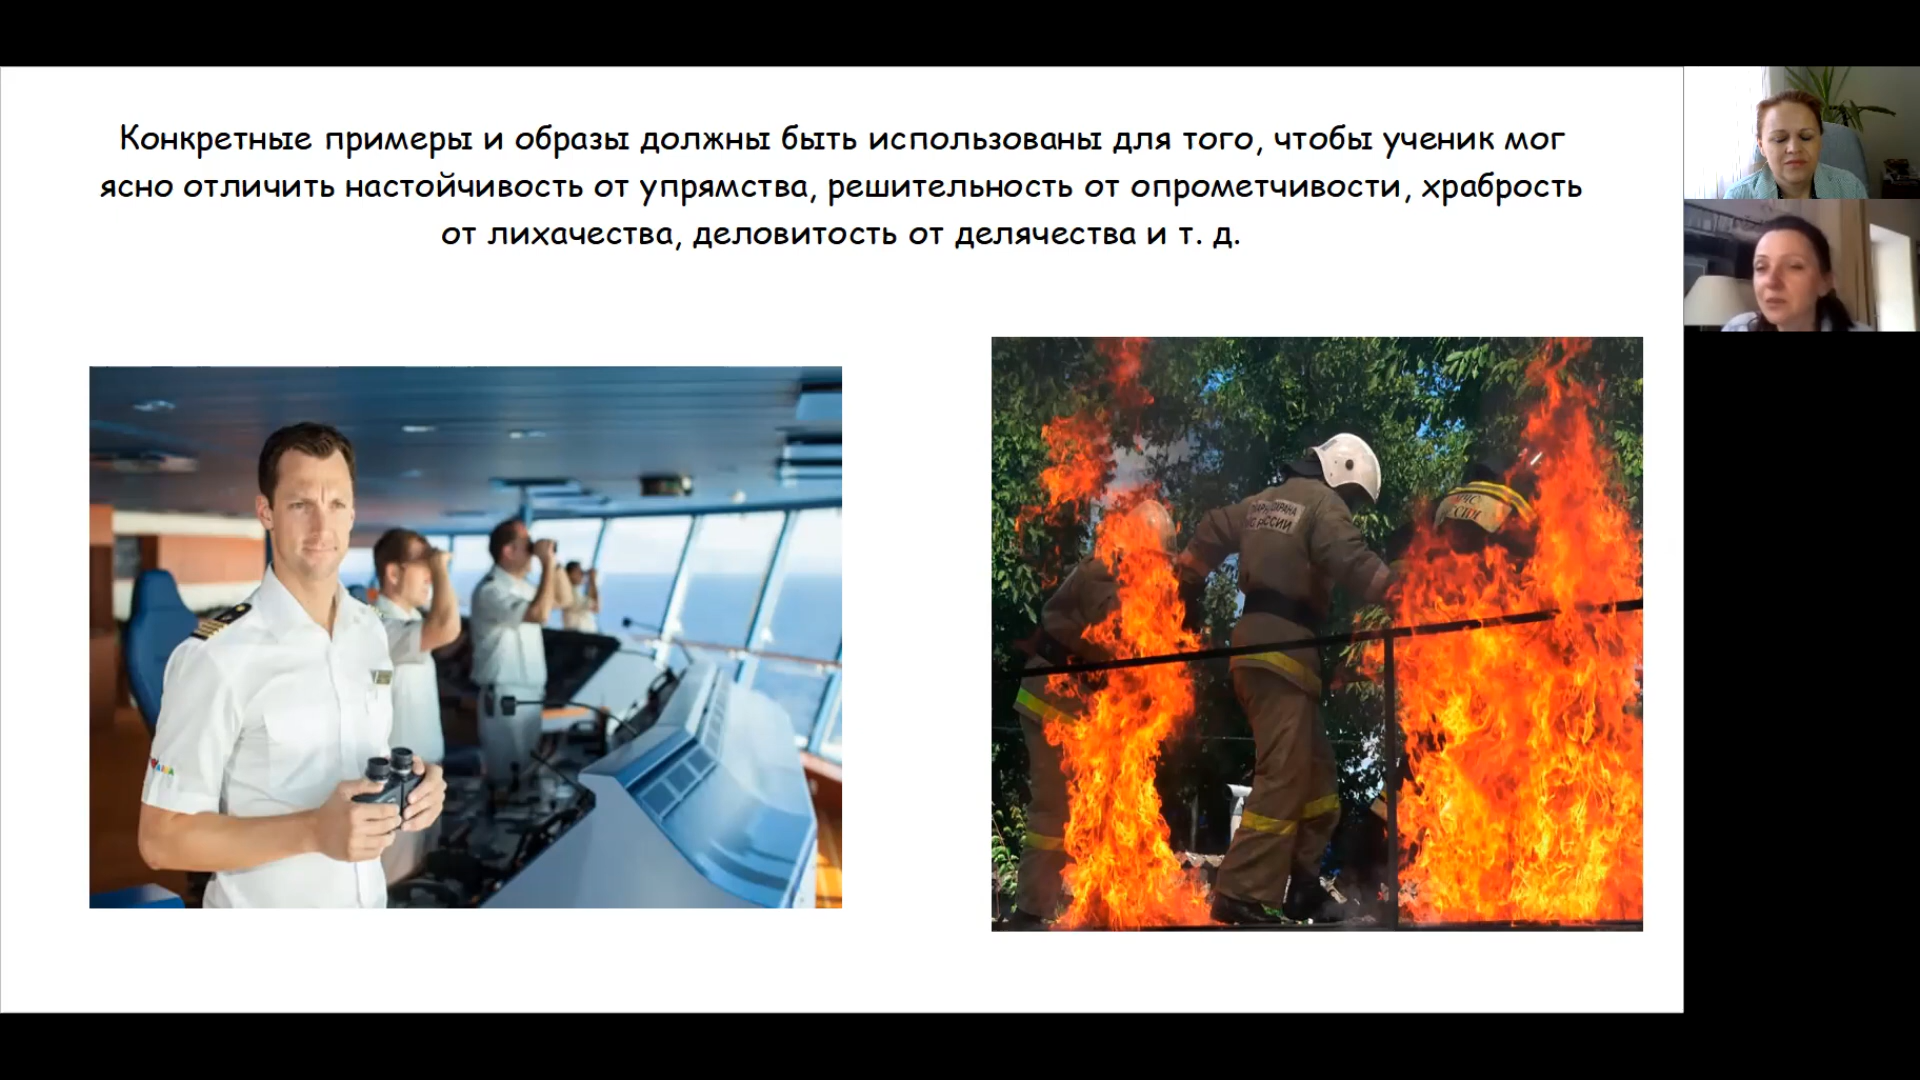 Конкретные примеры и образы должны быть использованы для того, чтобы ученик мог
ясно отличить настойчивость от упрямства, решительность от опрометчивости, храбрость
от лихачества, деловитость от делячества и т. д.
РОССИИ